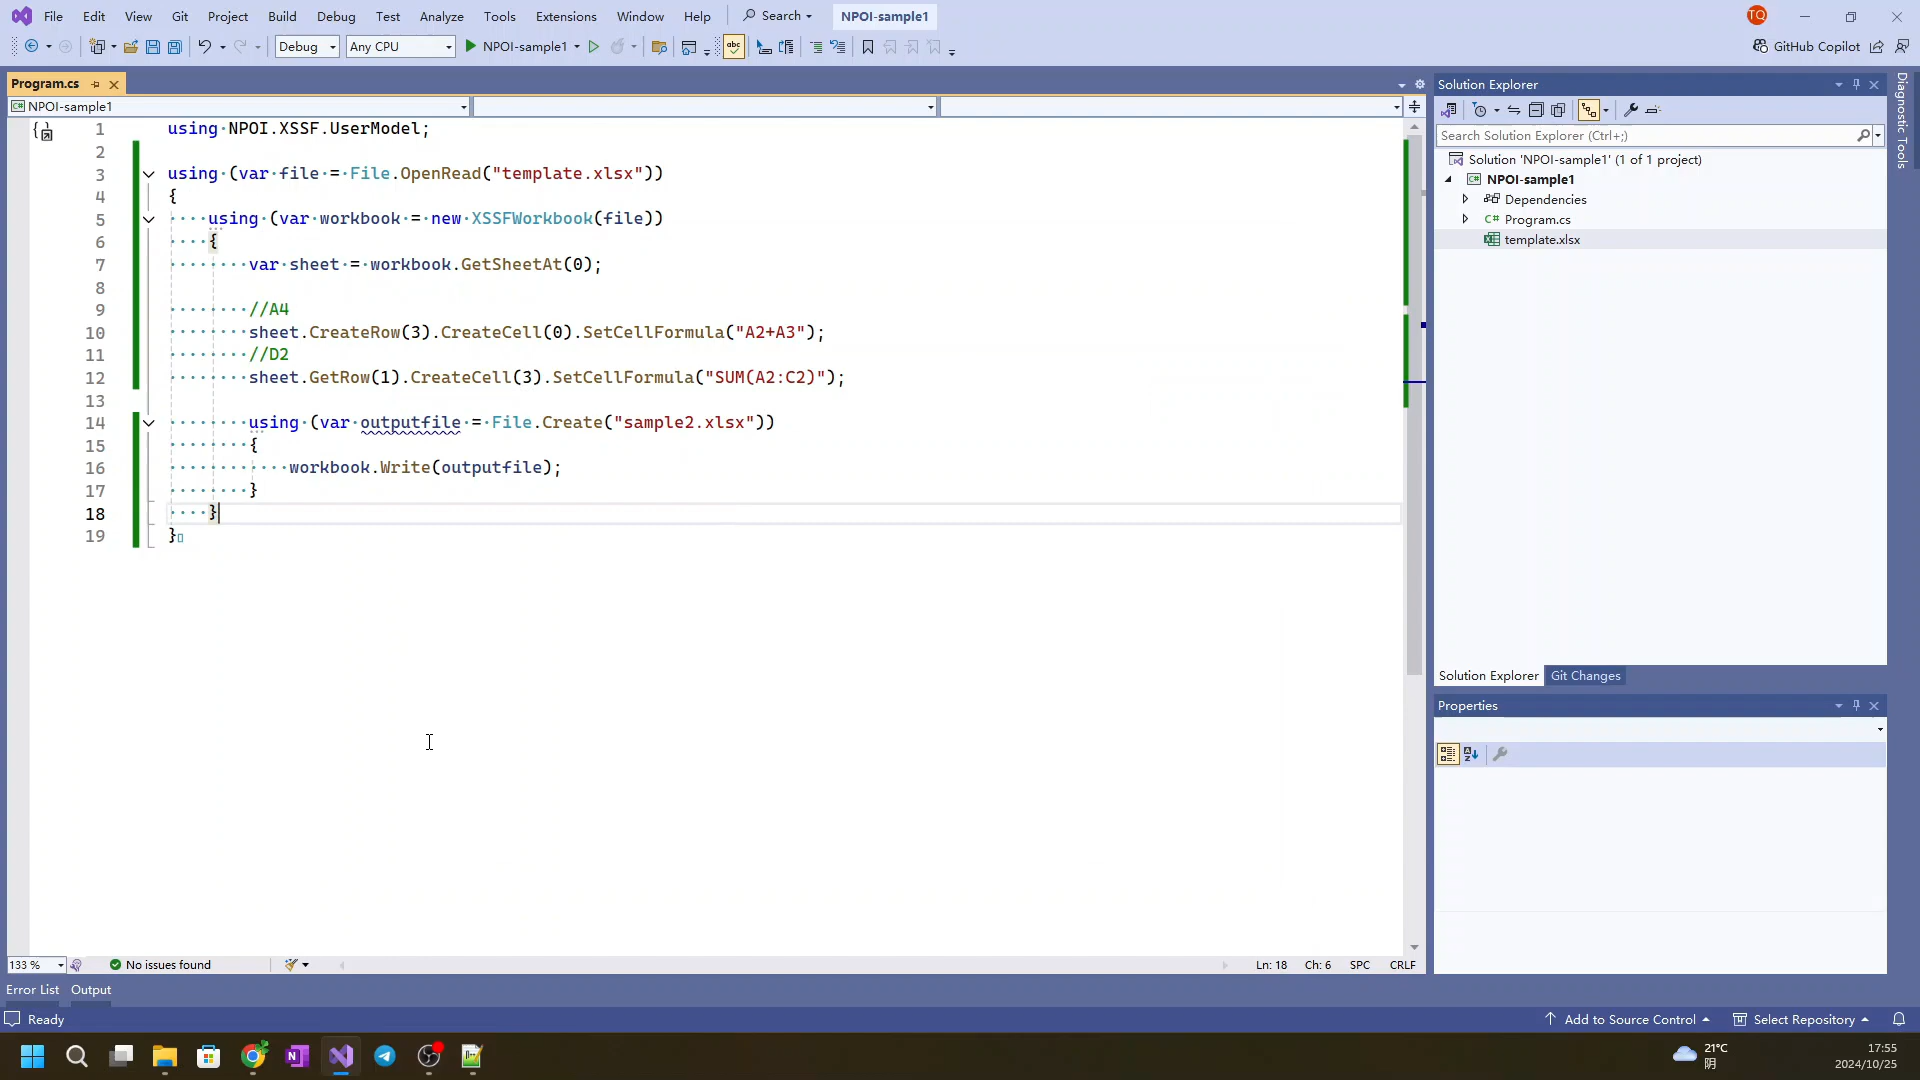 File Edit View Git Project Build Debug Test Analyze Tools Extensions Window Help Search NPOI-sample1 TQ
Debug Any CPU NPOI-sample1 abc GitHub Copilot
Program.cs
NPOI-sample1
1 using NPOI.XSSF.UserModel;
2
3 using (var file = File.OpenRead("template.xlsx"))
4 {
5 using (var workbook = new XSSFWorkbook(file))
6 {
7 var sheet = workbook.GetSheetAt(0);
8
9 //A4
10 sheet.CreateRow(3).CreateCell(0).SetCellFormula("A2+A3");
11 //D2
12 sheet.GetRow(1).CreateCell(3).SetCellFormula("SUM(A2:C2)");
13
14 using (var outputfile = File.Create("sample2.xlsx"))
15 {
16 workbook.Write(outputfile);
17 }
18 }
19 }
133 % No issues found Ln: 18 Ch: 6 SPC CRLF
Solution Explorer
Search Solution Explorer (Ctrl+;)
Solution 'NPOI-sample1' (1 of 1 project)
NPOI-sample1
Dependencies
C# Program.cs
template.xlsx
Solution Explorer Git Changes
Properties
Diagnostic Tools
Error List Output
Ready Add to Source Control Select Repository
21°C
阴
17:55
2024/10/25